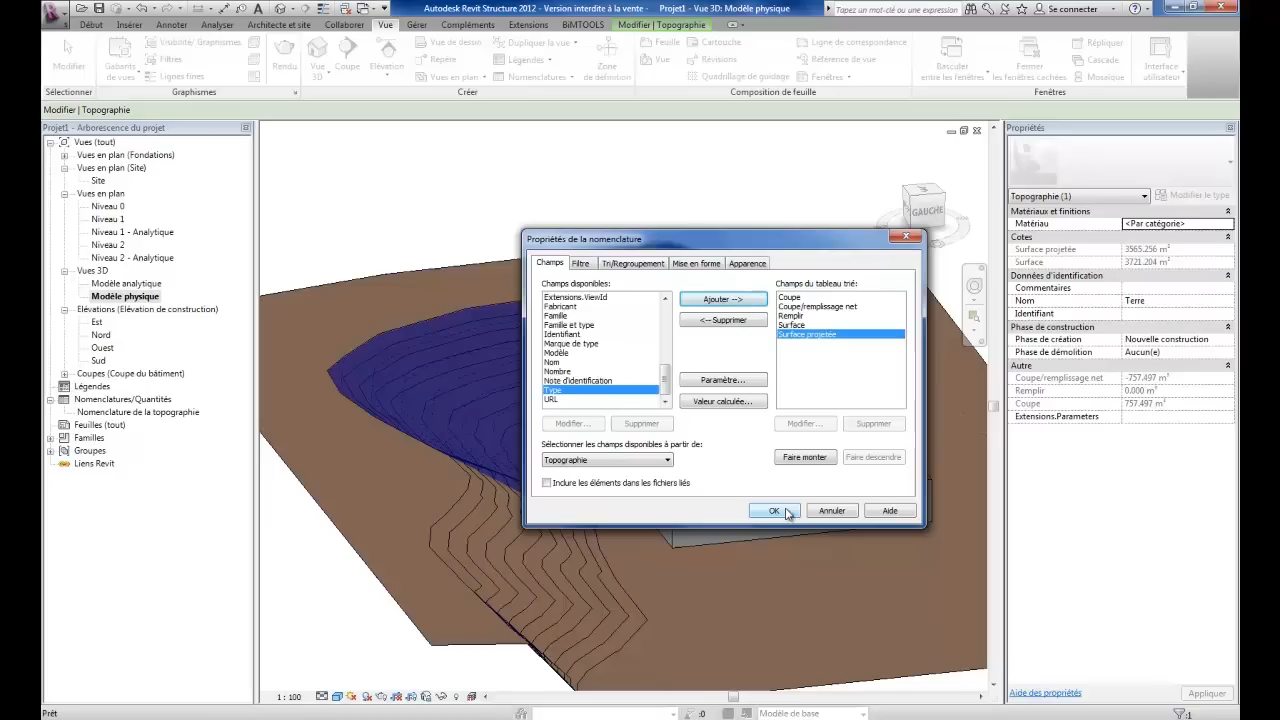 Autodesk Revit Structure 2012 - Version interdite à la vente - Projet1 - Vue 3D: Modèle physique
Tapez un mot-clé ou une expression
Se connecter
Début Insérer Annoter Analyser Architecture et site Collaborer Vue Gérer Compléments Extensions BiMTOOLS Modifier | Topographie
Modifier
Gabarits de vues
Visibilité/ Graphismes
Filtres
Lignes fines
Rendu
Vue 3D
Coupe
Elévation
Vue de dessin
Repère
Vues en plan
Dupliquer la vue
Légendes
Nomenclatures
Zone de définition
Feuille
Vue
Cartouche
Révisions
Quadrillage de guidage
Ligne de correspondance
Référence de vue
Fenêtres
Basculer entre les fenêtres
Fermer les fenêtres cachées
Répliquer
Cascade
Mosaïque
Interface utilisateur
Sélectionner Graphismes Créer Composition de feuille Fenêtres
Modifier | Topographie
Projet1 - Arborescence du projet
Vues (tout)
Vues en plan (Fondations)
Vues en plan (Site)
Site
Vues en plan
Niveau 0
Niveau 1
Niveau 1 - Analytique
Niveau 2
Niveau 2 - Analytique
Vues 3D
Modèle analytique
Modèle physique
Elévations (Elévation de construction)
Est
Nord
Ouest
Sud
Coupes (Coupe du bâtiment)
Légendes
Nomenclatures/Quantités
Nomenclature de la topographie
Feuilles (tout)
Familles
Groupes
Liens Revit
GAUCHE
Propriétés de la nomenclature
Champs Filtre Tri/Regroupement Mise en forme Apparence
Champs disponibles:
Extensions.ViewId
Fabricant
Famille
Famille et type
Identifiant
Marque de type
Modèle
Nom
Nombre
Note d'identification
Type
URL
Ajouter -->
<-- Supprimer
Paramètre...
Valeur calculée...
Champs du tableau trié:
Coupe
Coupe/remplissage net
Remplir
Surface
Surface projetée
Modifier... Supprimer Modifier... Supprimer
Sélectionner les champs disponibles à partir de:
Topographie
Faire monter Faire descendre
Inclure les éléments dans les fichiers liés
OK Annuler Aide
Propriétés
Topographie (1) Modifier le type
Matériaux et finitions
Matériau <Par catégorie>
Cotes
Surface projetée 3565.256 m²
Surface 3721.204 m²
Données d'identification
Commentaires
Nom Terre
Identifiant
Phase de construction
Phase de création Nouvelle construction
Phase de démolition Aucun(e)
Autre
Coupe/remplissage net -757.497 m³
Remplir 0.000 m³
Coupe 757.497 m³
Extensions.Parameters
Aide des propriétés Appliquer
1 : 100
Prêt
:0
Modèle de base
:1